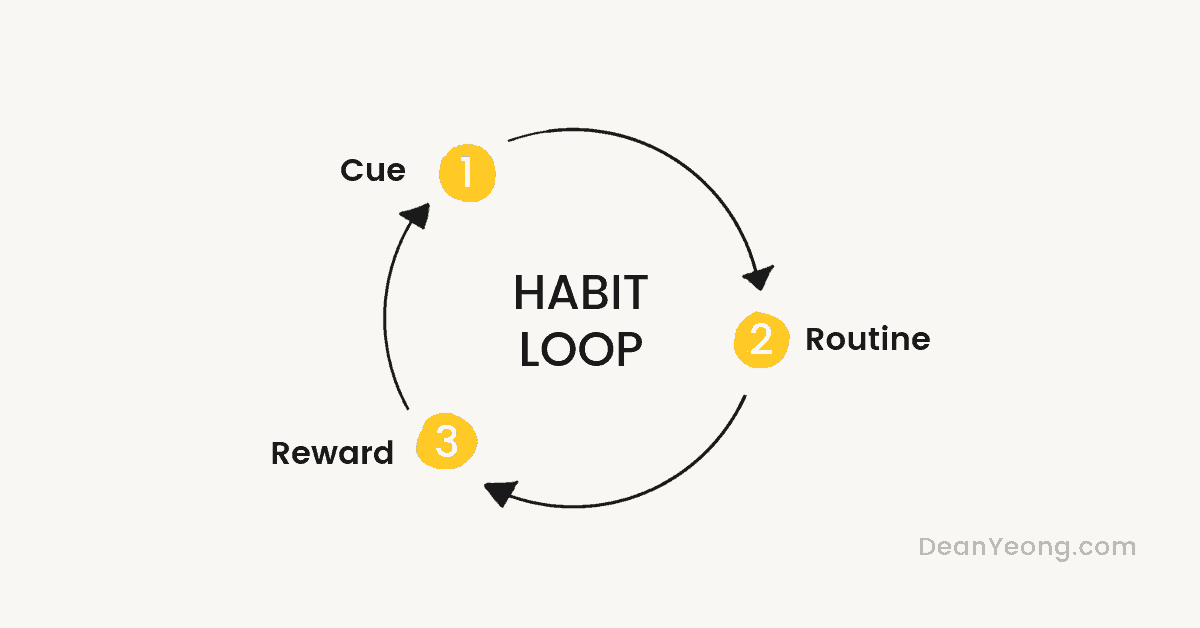 Cue
1
HABIT
LOOP
2
Routine
Reward
3
DeanYeong.com